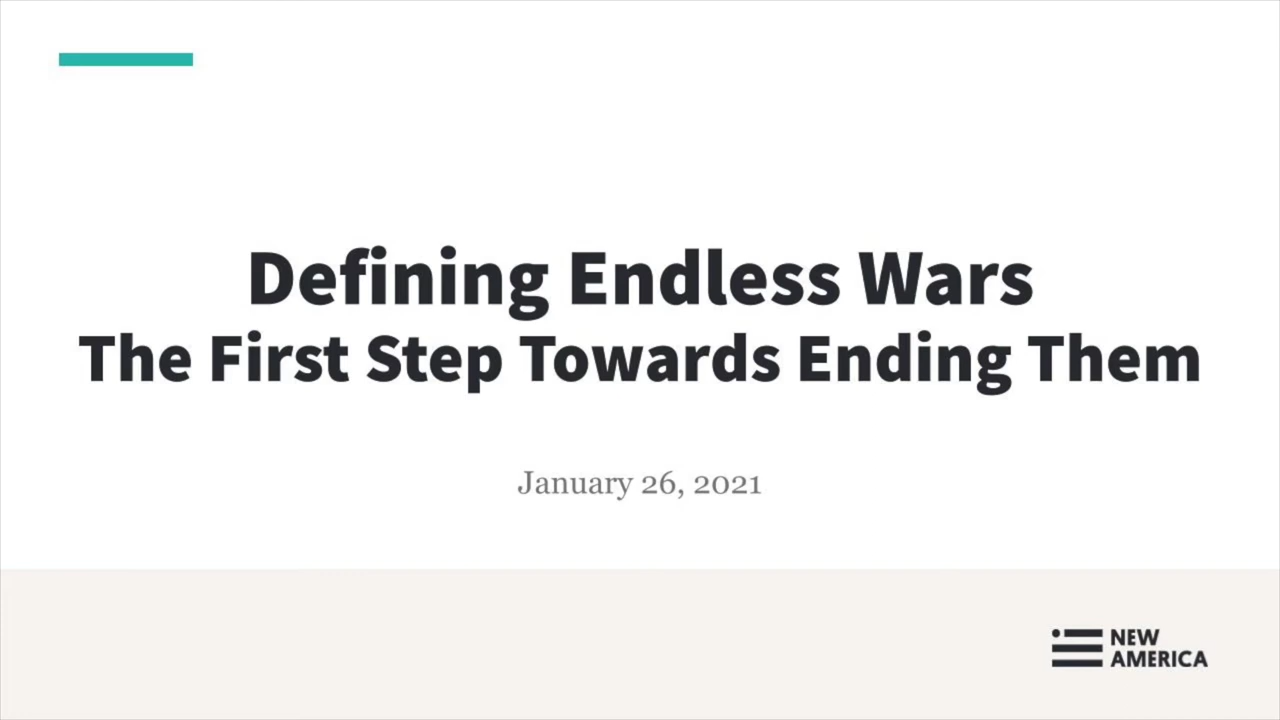 Defining Endless Wars
The First Step Towards Ending Them
January 26, 2021
NEW
AMERICA